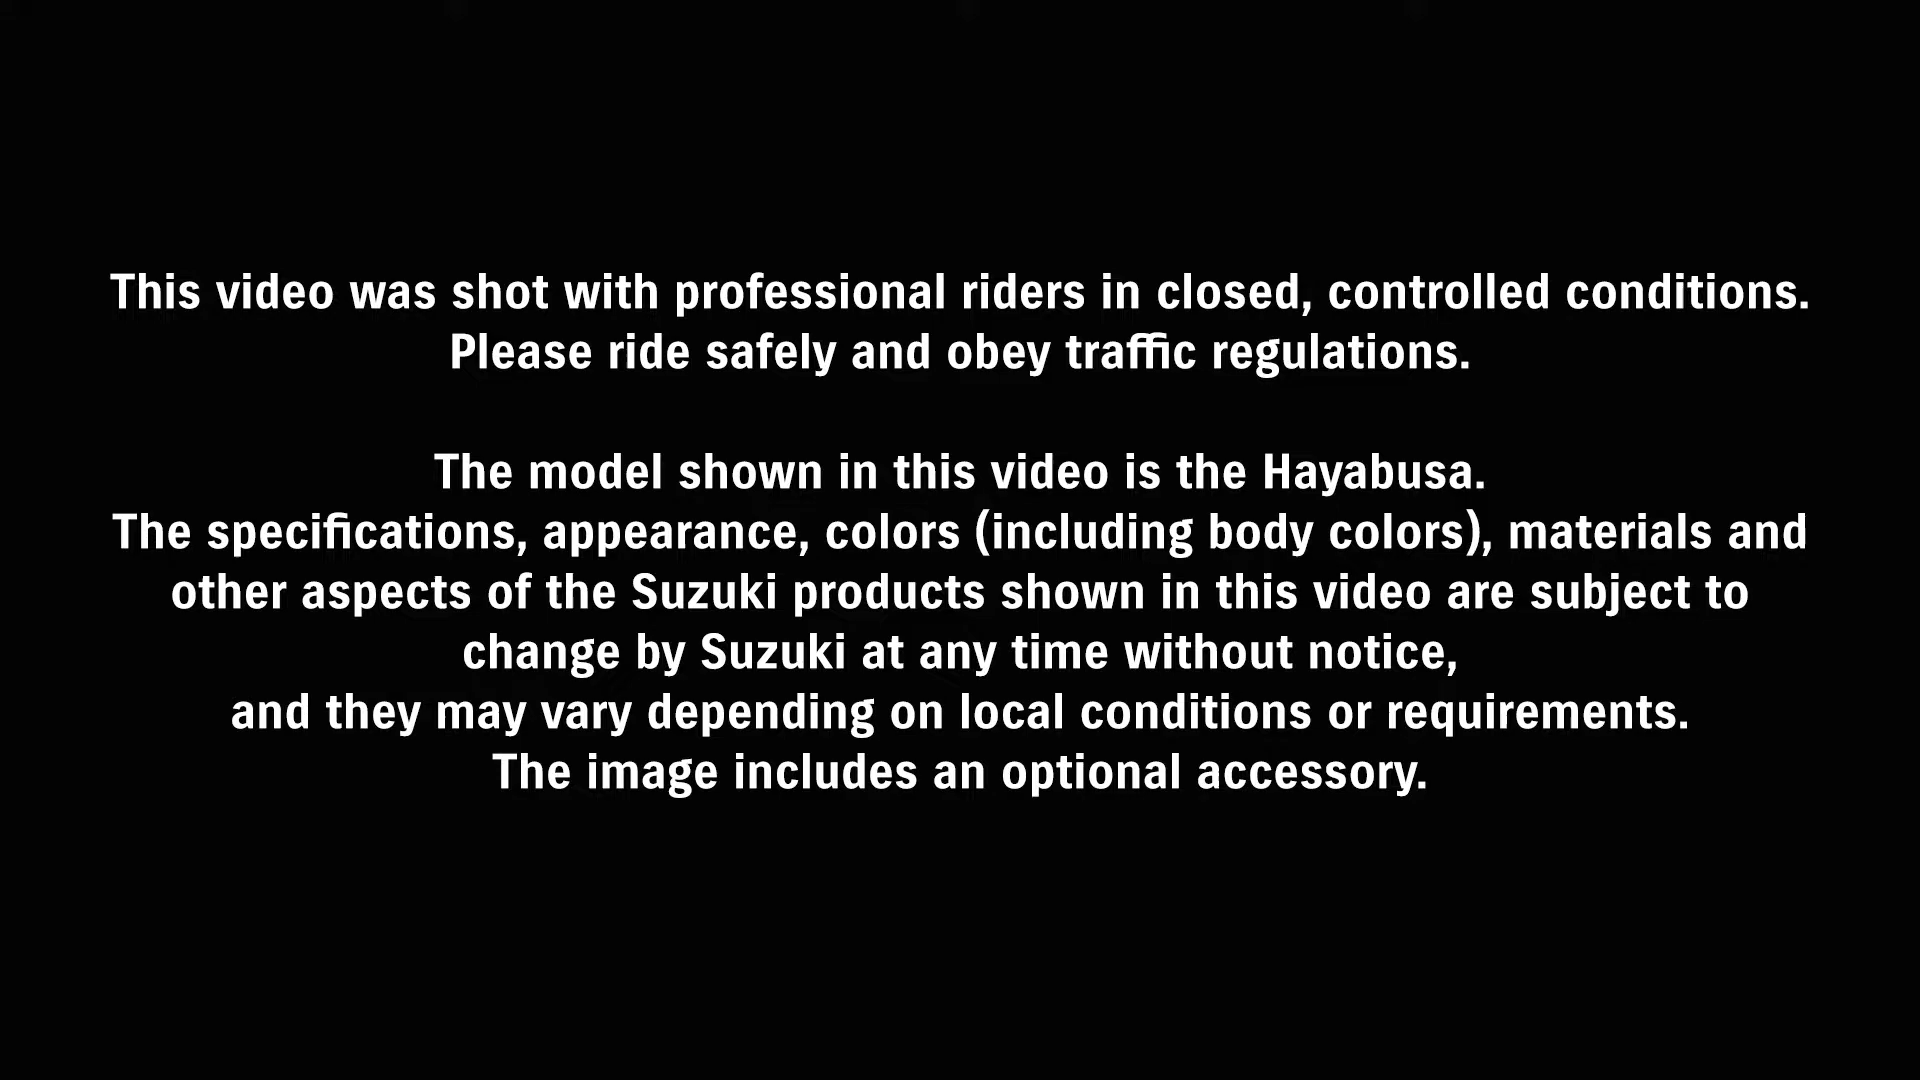 This video was shot with professional riders in closed, controlled conditions.
Please ride safely and obey traffic regulations.
The model shown in this video is the Hayabusa.
The specifications, appearance, colors (including body colors), materials and
other aspects of the Suzuki products shown in this video are subject to
change by Suzuki at any time without notice,
and they may vary depending on local conditions or requirements.
The image includes an optional accessory.